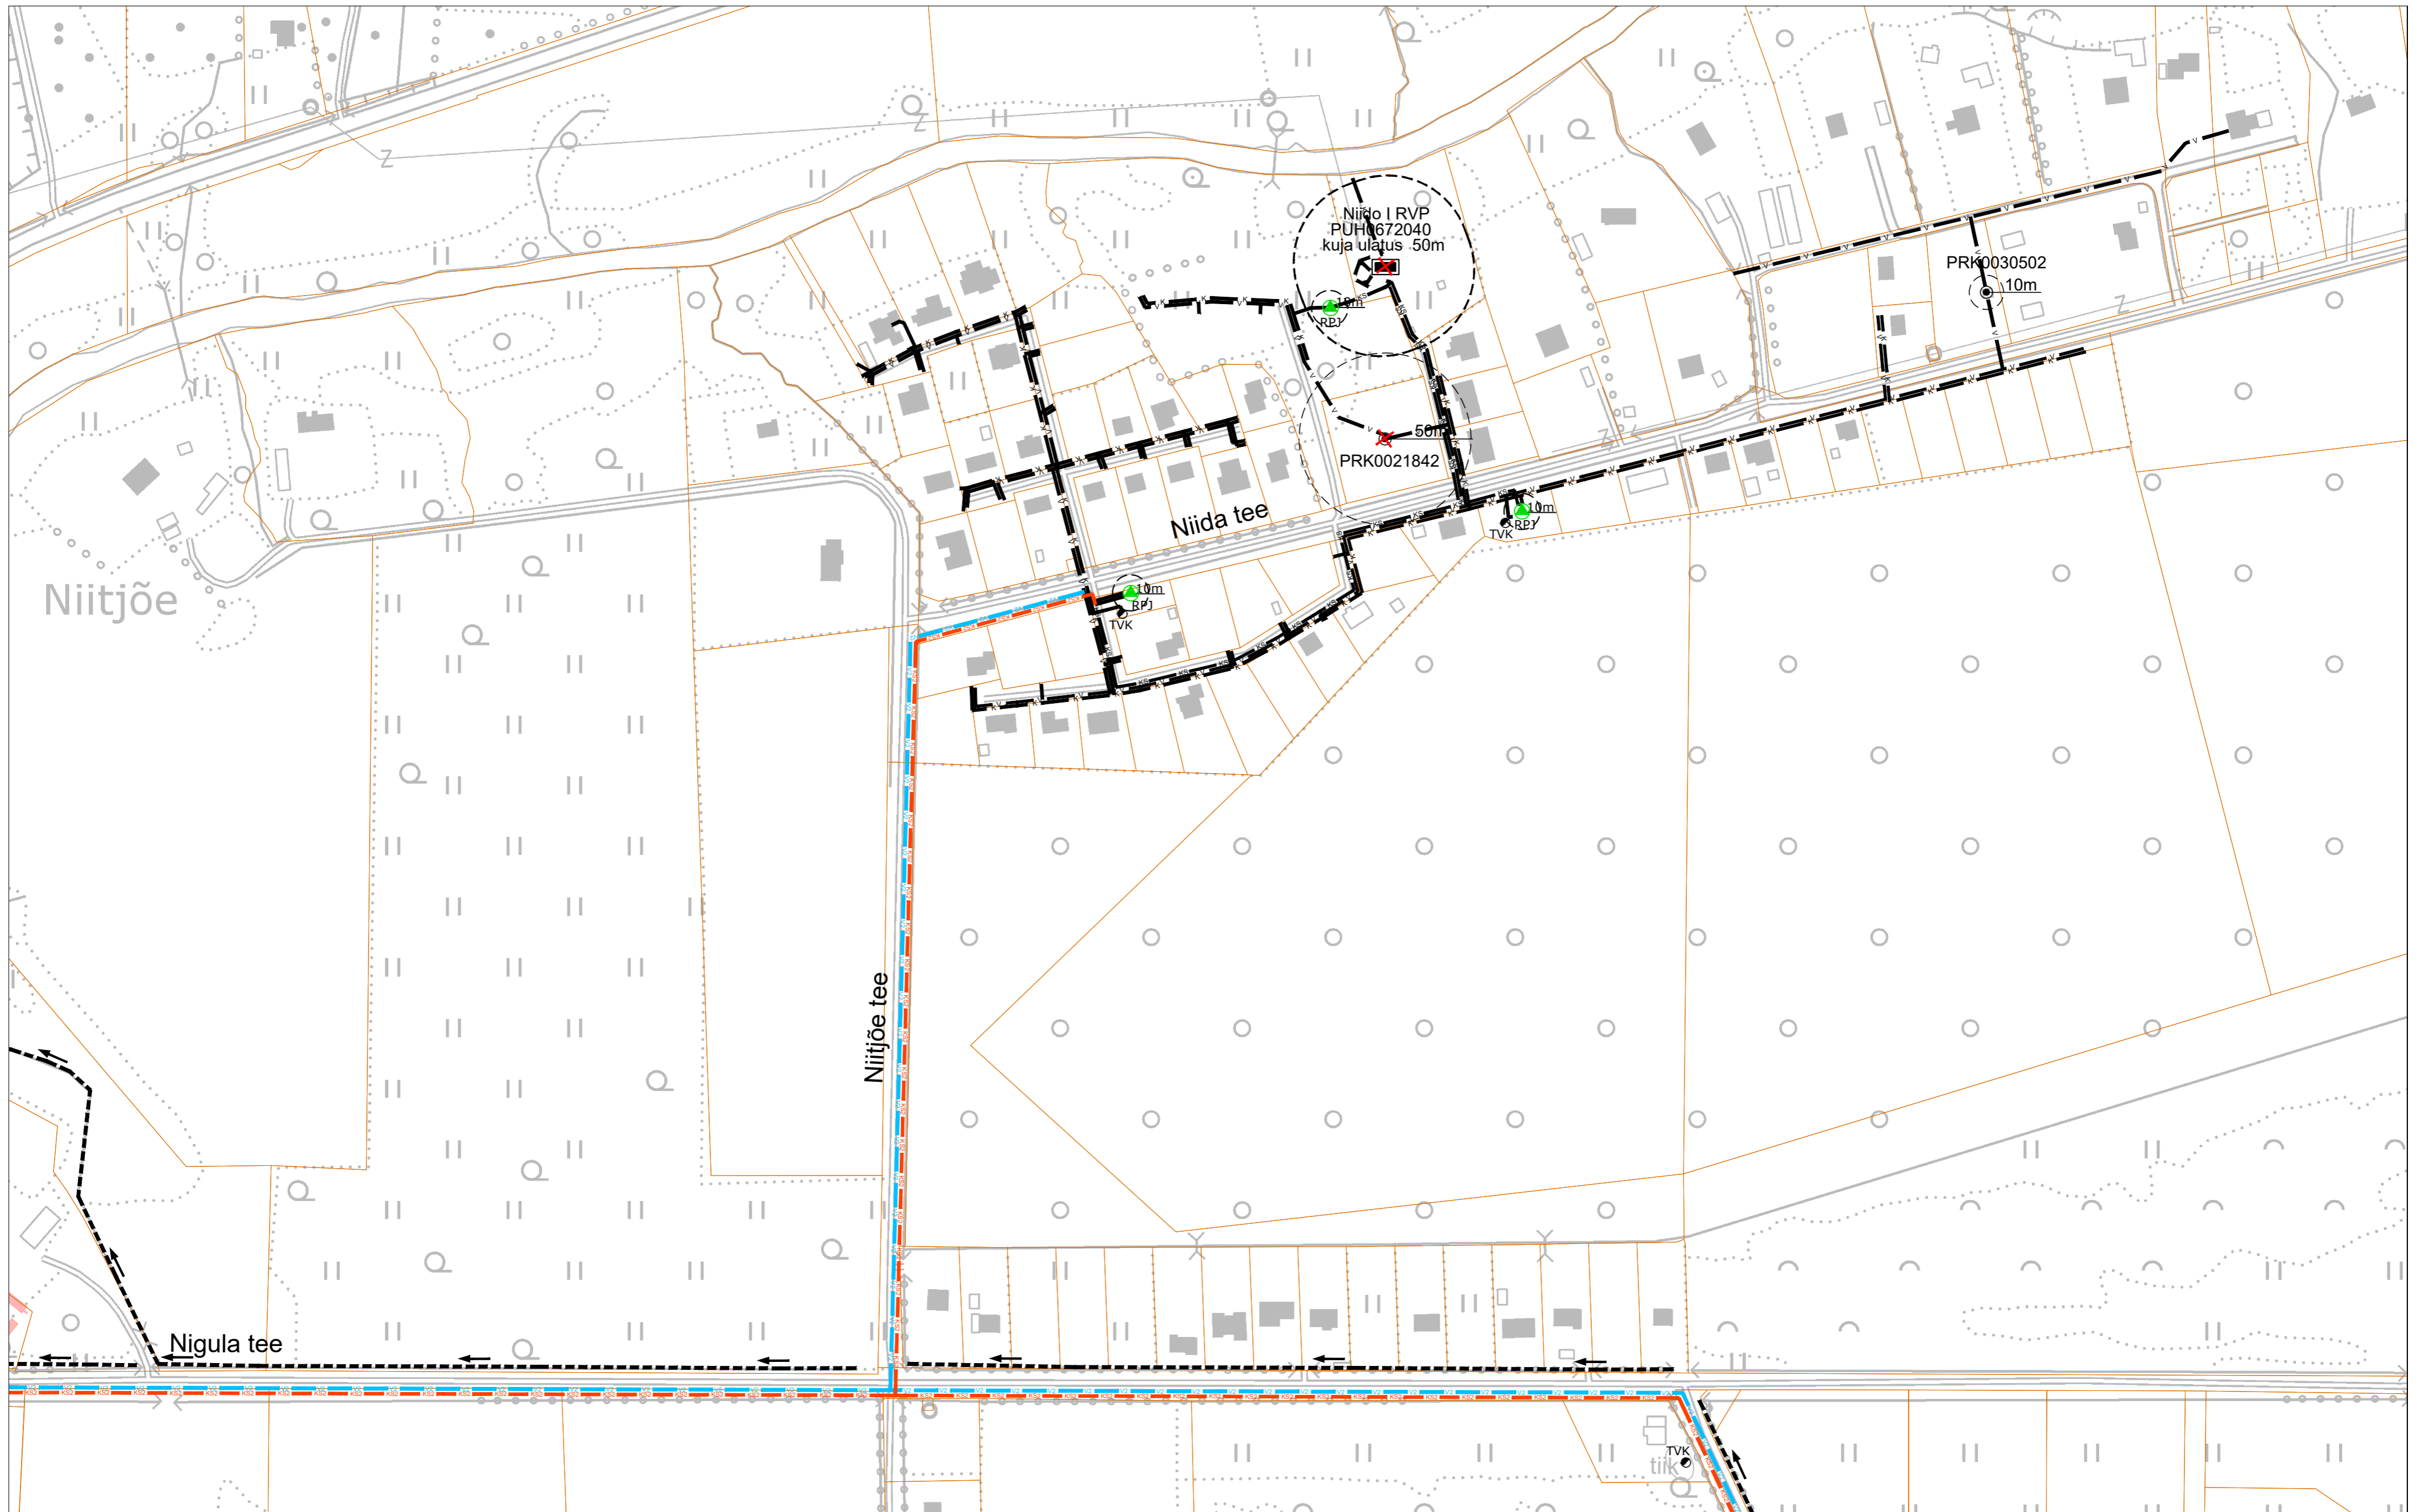 Niido I RVP
PUH0672040
kuja ulatus 50m
PRK0030502
10m
10m
RPJ
50m
PRK0021842
Niida tee
10m
RPJ
TVK
10m
RPJ
TVK
Niitjõe
Niitjõe tee
Nigula tee
TVK
tiik